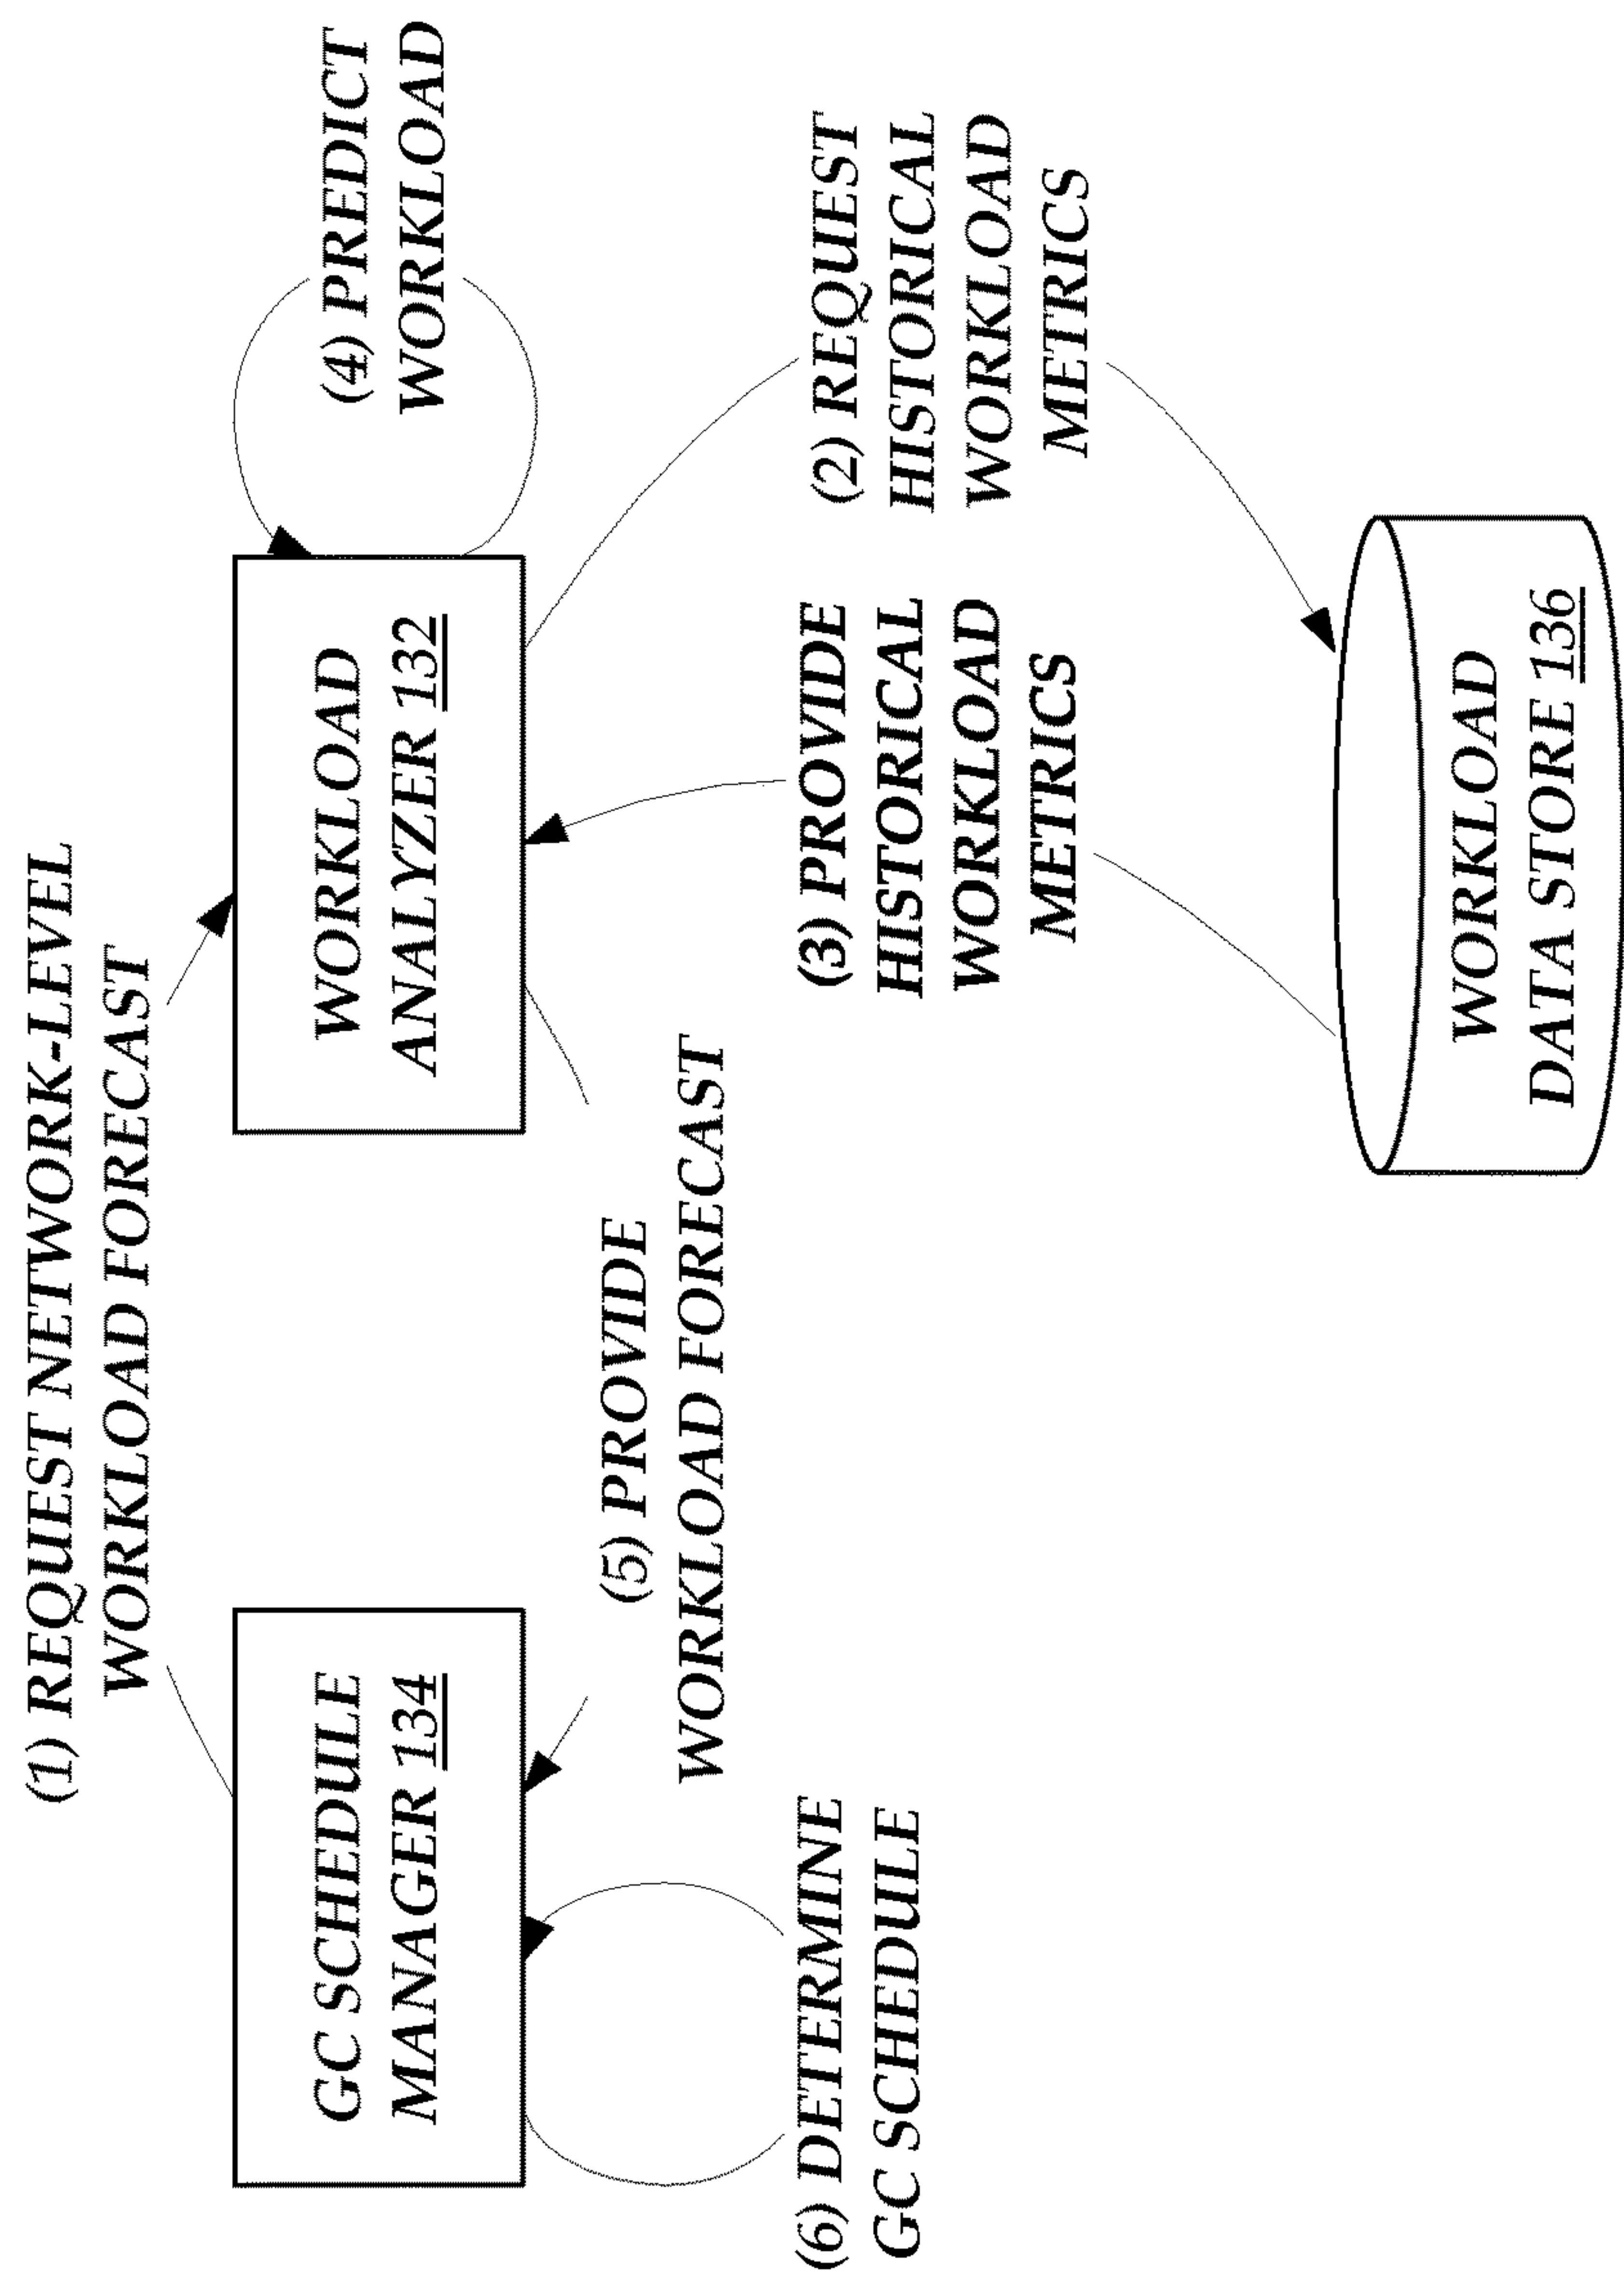 (1) REQUEST NETWORK-LEVEL
WORKLOAD FORECAST
GC SCHEDULE
MANAGER 134
WORKLOAD
ANALYZER 132
(4) PREDICT
WORKLOAD
(5) PROVIDE
WORKLOAD FORECAST
(6) DETERMINE
GC SCHEDULE
(3) PROVIDE
HISTORICAL
WORKLOAD
METRICS
(2) REQUEST
HISTORICAL
WORKLOAD
METRICS
WORKLOAD
DATA STORE 136